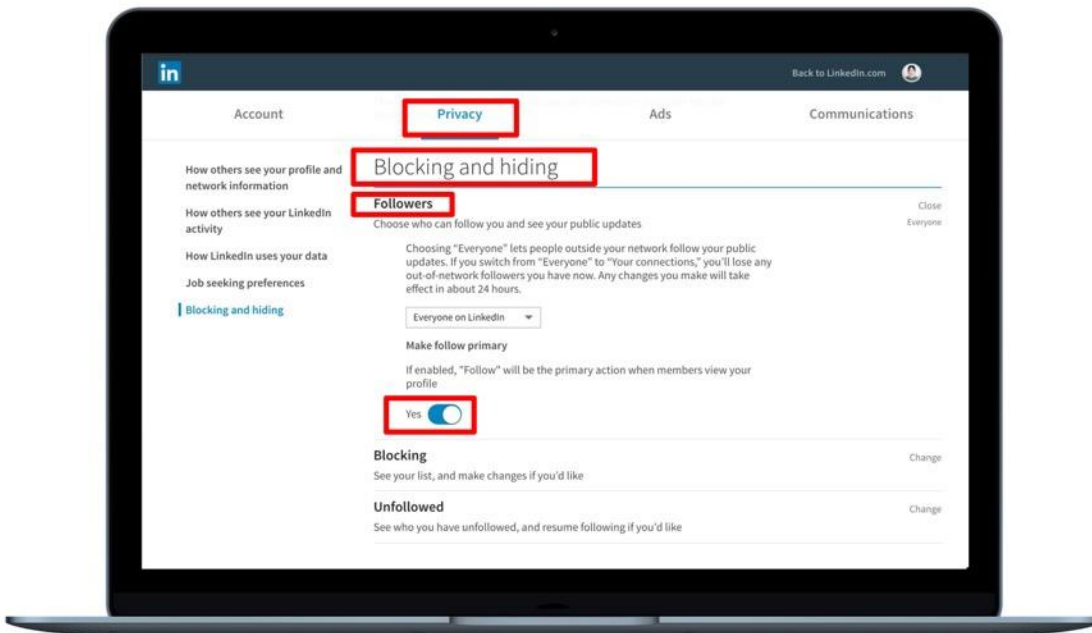 in
Back to LinkedIn.com
Account
Privacy
Ads
Communications
How others see your profile and
network information
How others see your LinkedIn
activity
How LinkedIn uses your data
Job seeking preferences
Blocking and hiding
Blocking and hiding
Followers
Close
Choose who can follow you and see your public updates
Everyone
Choosing "Everyone" lets people outside your network follow your public
updates. If you switch from "Everyone" to "Your connections," you'll lose any
out-of-network followers you have now. Any changes you make will take
effect in about 24 hours.
Everyone on LinkedIn
Make follow primary
If enabled, "Follow" will be the primary action when members view your
profile
Yes
Blocking
Change
See your list, and make changes if you'd like
Unfollowed
Change
See who you have unfollowed, and resume following if you'd like